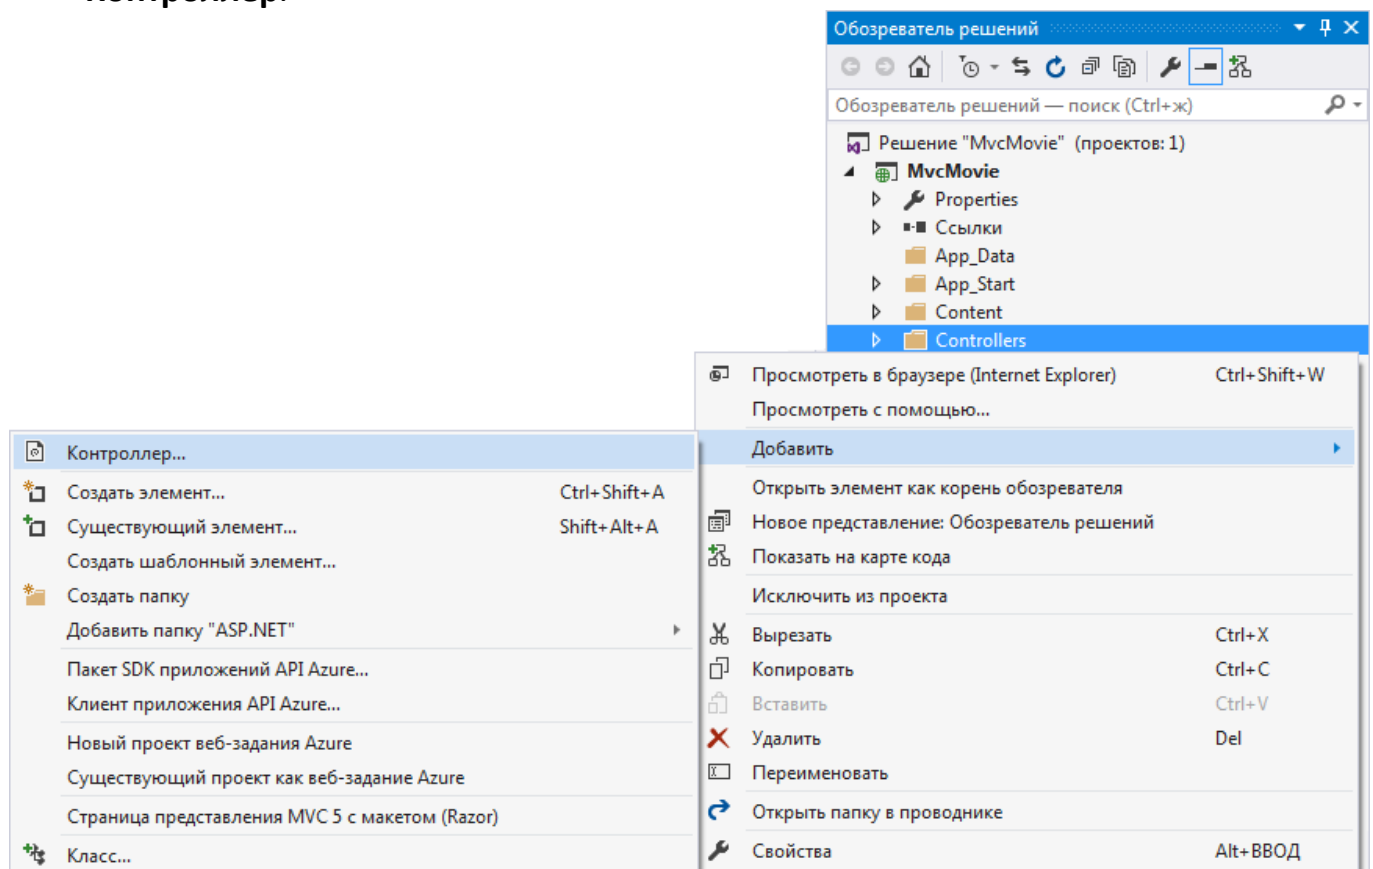 Контроллер.
Обозреватель решений
Обозреватель решений — поиск (Ctrl+ж)
Решение "MvcMovie" (проектов: 1)
MvcMovie
Properties
Ссылки
App_Data
App_Start
Content
Controllers
Просмотреть в браузере (Internet Explorer) Ctrl+Shift+W
Просмотреть с помощью...
Добавить
Открыть элемент как корень обозревателя
Новое представление: Обозреватель решений
Показать на карте кода
Исключить из проекта
Вырезать Ctrl+X
Копировать Ctrl+C
Вставить Ctrl+V
Удалить Del
Переименовать
Открыть папку в проводнике
Свойства Alt+ВВОД
Контроллер...
Создать элемент... Ctrl+Shift+A
Существующий элемент... Shift+Alt+A
Создать шаблонный элемент...
Создать папку
Добавить папку "ASP.NET"
Пакет SDK приложений API Azure...
Клиент приложения API Azure...
Новый проект веб-задания Azure
Существующий проект как веб-задание Azure
Страница представления MVC 5 с макетом (Razor)
Класс...